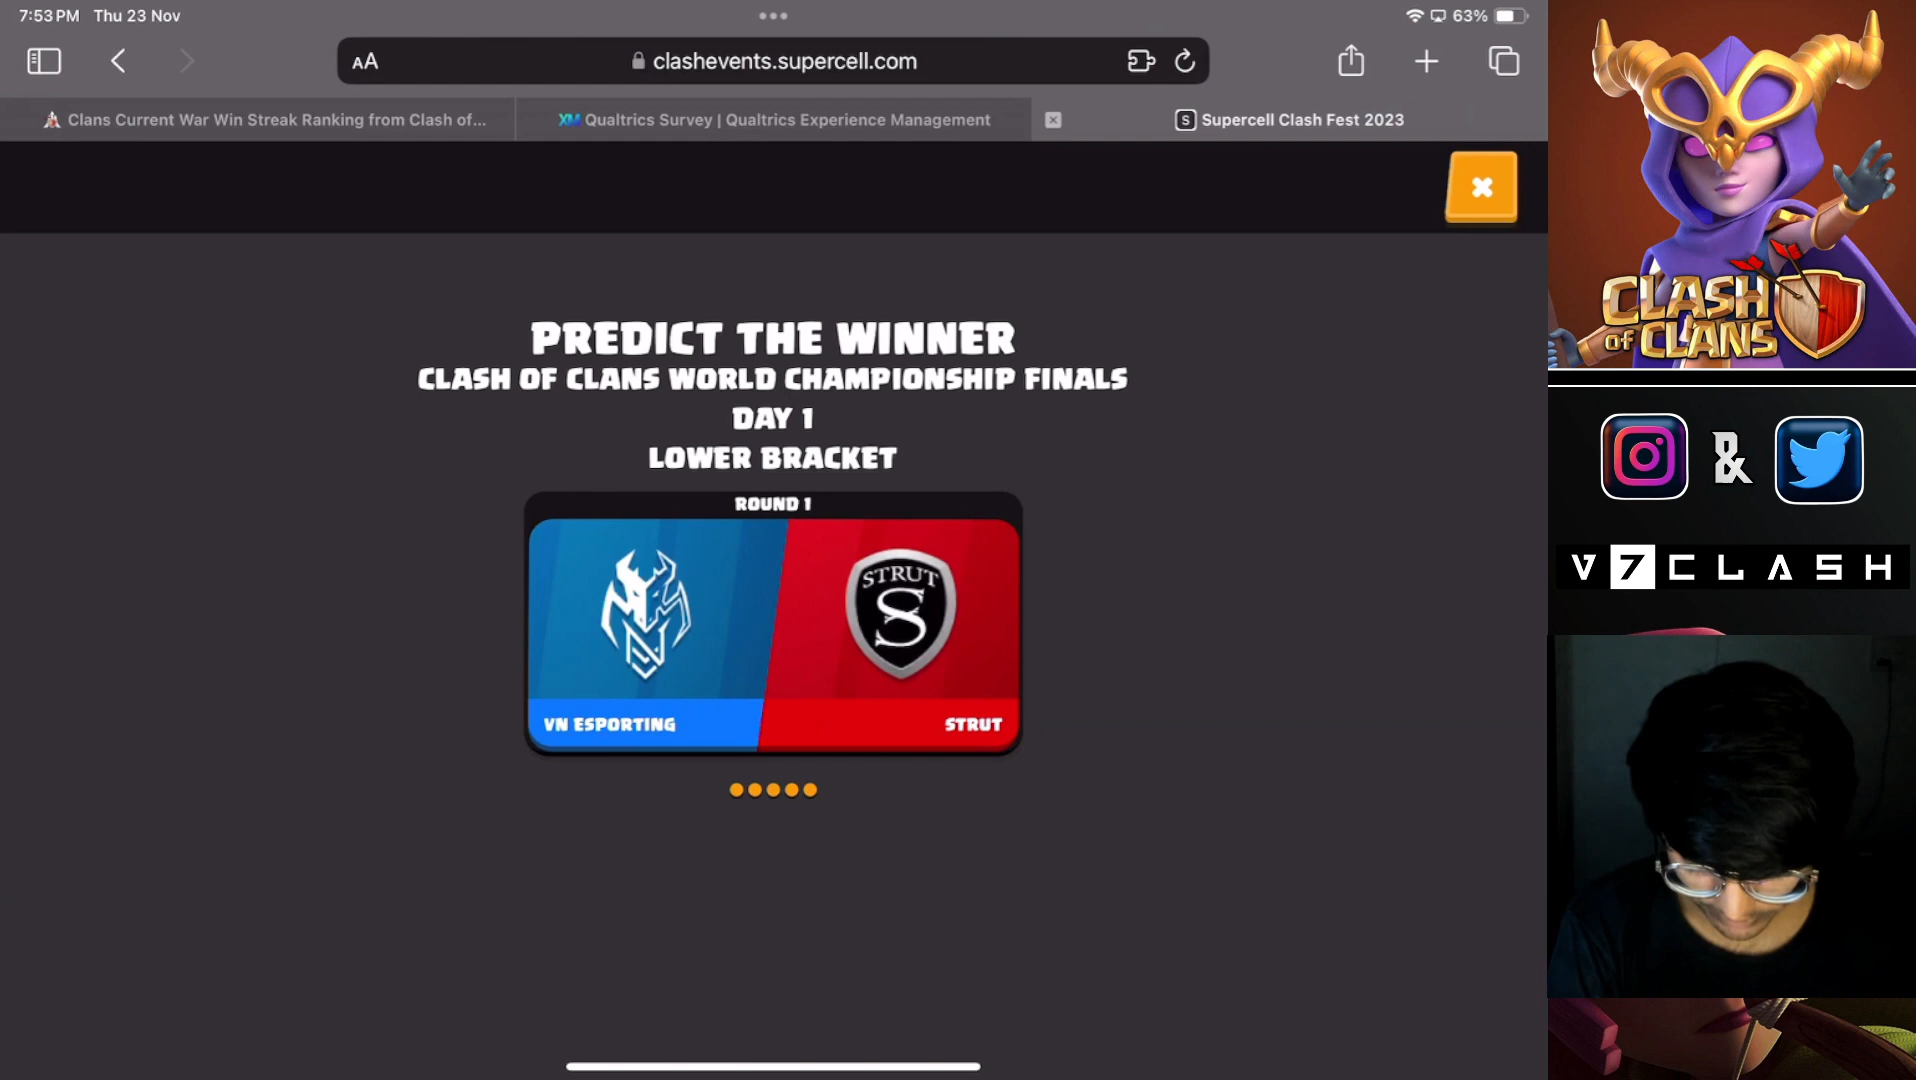 7:53 PM Thu 23 Nov
63%
AA
clashevents.supercell.com
Clans Current War Win Streak Ranking from Clash of...
XM Qualtrics Survey | Qualtrics Experience Management
S Supercell Clash Fest 2023
PREDICT THE WINNER
CLASH OF CLANS WORLD CHAMPIONSHIP FINALS
DAY 1
LOWER BRACKET
ROUND 1
STRUT
S
VN ESPORTING
STRUT
CLASH
OF CLANS
&
V7CLASH